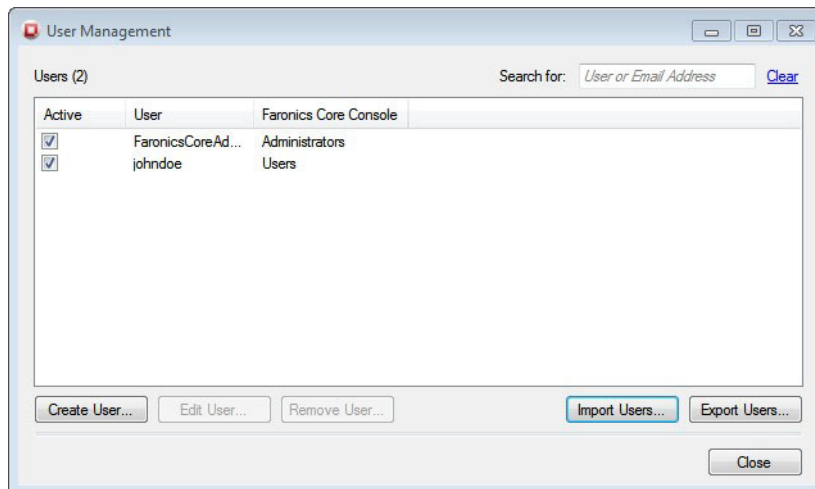 User Management
Users (2) Search for: User or Email Address Clear
Active User Faronics Core Console
FaronicsCoreAd... Administrators
johndoe Users
Create User... Edit User... Remove User... Import Users... Export Users...
Close